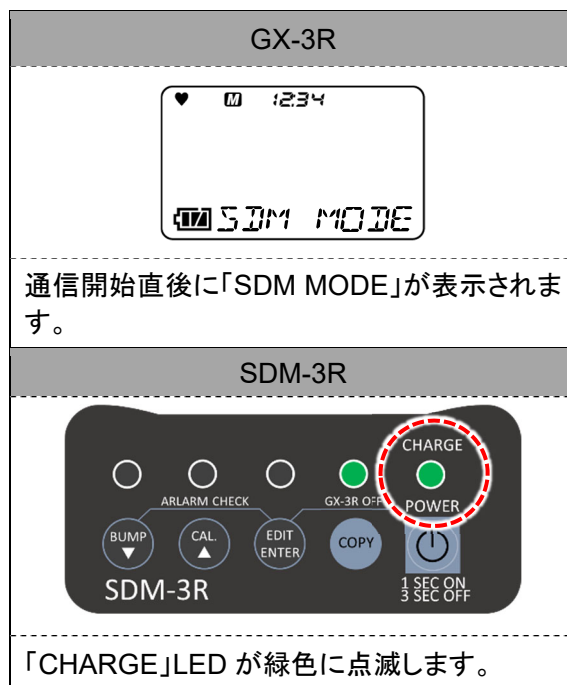 GX-3R
♥ M 12:34
SDM MODE
通信開始直後に「SDM MODE」が表示されま
す。
SDM-3R
CHARGE
ARLARM CHECK
GX-3R OFF
POWER
BUMP
▼
CAL.
▲
EDIT
ENTER
COPY
SDM-3R
1 SEC ON
3 SEC OFF
「CHARGE」LED が緑色に点滅します。